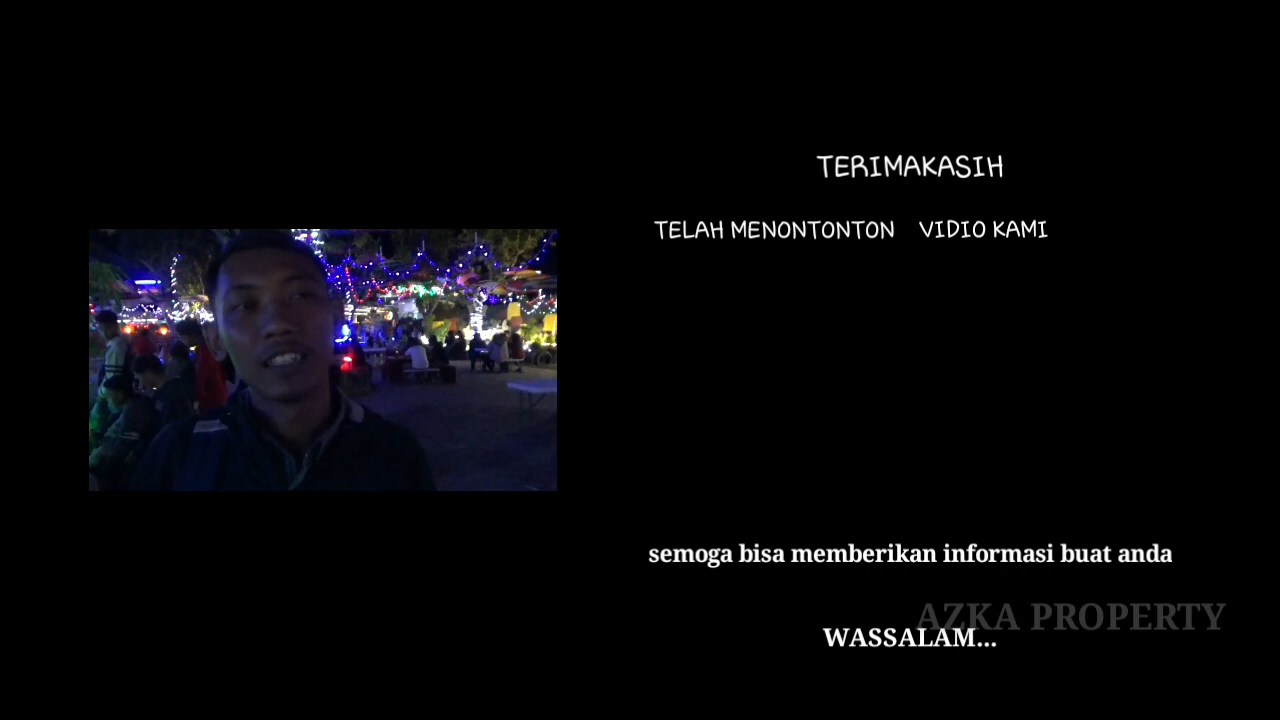 TERIMAKASIH
TELAH MENONTONTON VIDIO KAMI
semoga bisa memberikan informasi buat anda
AZKA PROPERTY
WASSALAM...